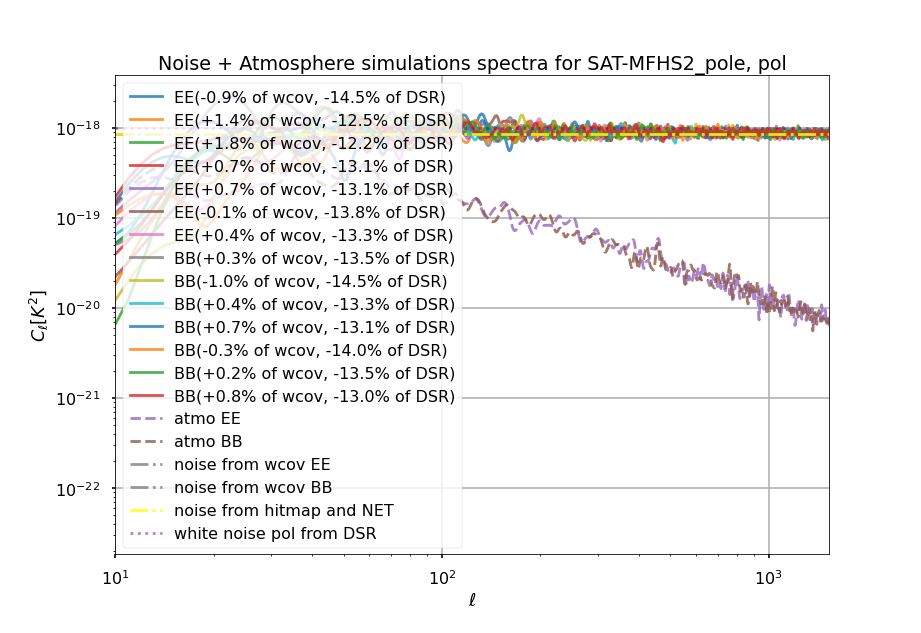 Noise + Atmosphere simulations spectra for SAT-MFHS2_pole, pol
EE(-0.9% of wcov, -14.5% of DSR)
EE(+1.4% of wcov, -12.5% of DSR)
EE(+1.8% of wcov, -12.2% of DSR)
EE(+0.7% of wcov, -13.1% of DSR)
EE(+0.7% of wcov, -13.1% of DSR)
EE(-0.1% of wcov, -13.8% of DSR)
EE(+0.4% of wcov, -13.3% of DSR)
BB(+0.3% of wcov, -13.5% of DSR)
BB(-1.0% of wcov, -14.5% of DSR)
BB(+0.4% of wcov, -13.3% of DSR)
BB(+0.7% of wcov, -13.1% of DSR)
BB(-0.3% of wcov, -14.0% of DSR)
BB(+0.2% of wcov, -13.5% of DSR)
BB(+0.8% of wcov, -13.0% of DSR)
atmo EE
atmo BB
noise from wcov EE
noise from wcov BB
noise from hitmap and NET
white noise pol from DSR
10⁻¹⁸
10⁻¹⁹
10⁻²⁰
10⁻²¹
10⁻²²
C_ℓ[K²]
10¹
10²
10³
ℓ